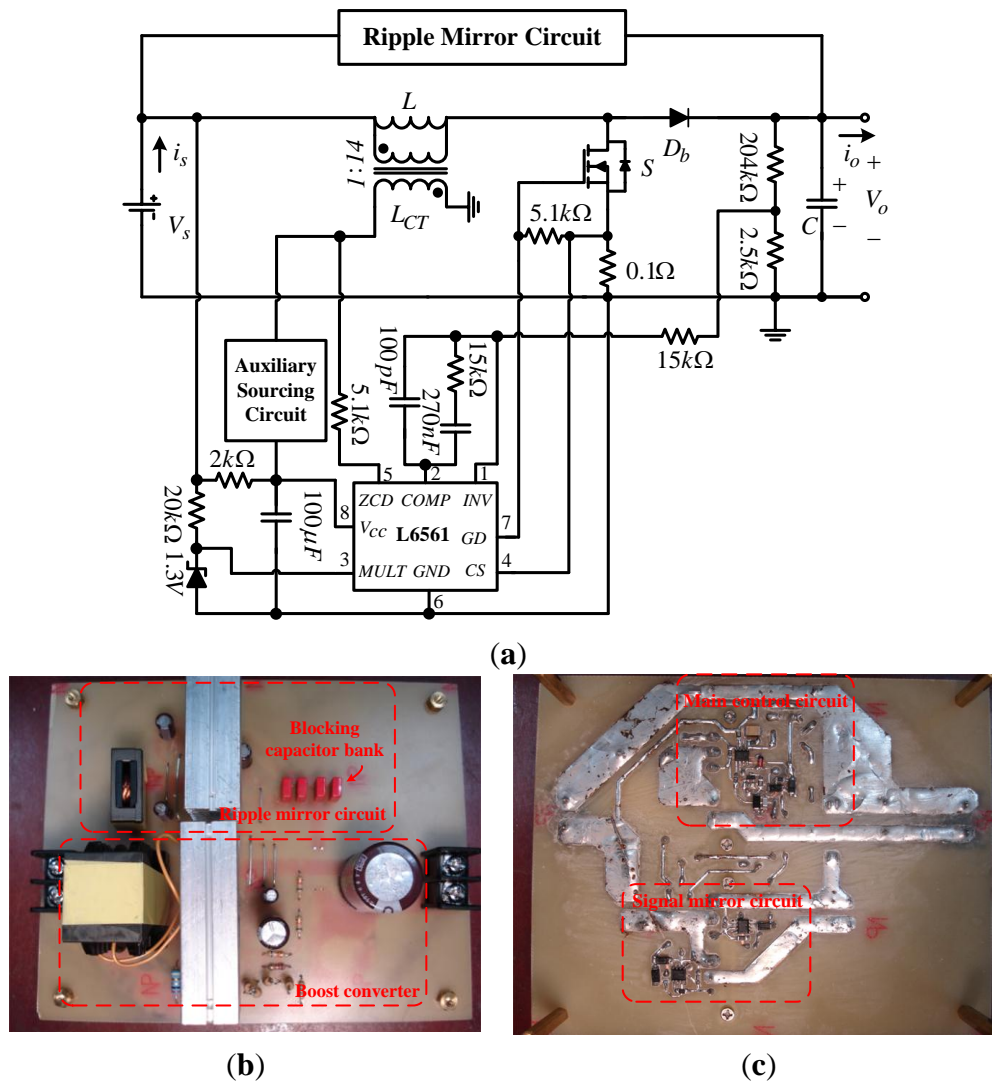 Ripple Mirror Circuit
L
14:1
L_CT
i_s
V_s
D_b
S
i_o
204kΩ
+
V_o
−
+
C
−
2.5kΩ
5.1kΩ
0.1Ω
15kΩ
100pF
15kΩ
270nF
Auxiliary
Sourcing
Circuit
5.1kΩ
2kΩ
20kΩ
1.3V
100μF
5
2
1
ZCD
COMP
INV
8
V_CC
L6561
GD
7
3
MULT
GND
CS
4
6
(a)
Blocking
capacitor bank
Ripple mirror circuit
Boost converter
(b)
Main control circuit
Signal mirror circuit
(c)